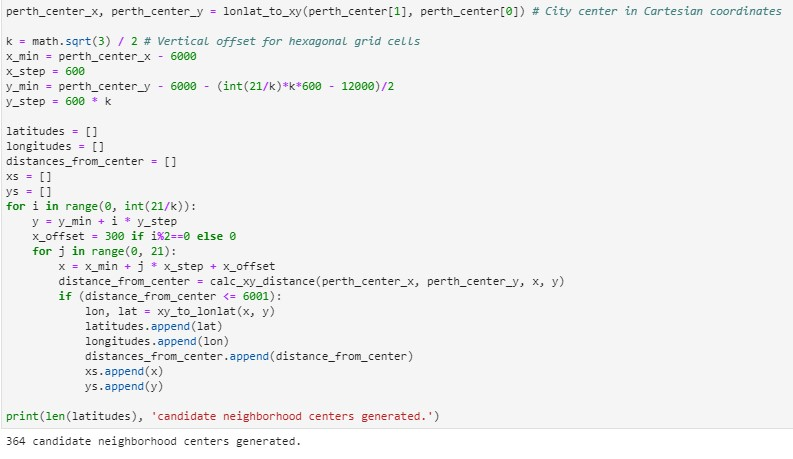 perth_center_x, perth_center_y = lonlat_to_xy(perth_center[1], perth_center[0]) # City center in Cartesian coordinates
k = math.sqrt(3) / 2 # Vertical offset for hexagonal grid cells
x_min = perth_center_x - 6000
x_step = 600
y_min = perth_center_y - 6000 - (int(21/k)*k*600 - 12000)/2
y_step = 600 * k
latitudes = []
longitudes = []
distances_from_center = []
xs = []
ys = []
for i in range(0, int(21/k)):
    y = y_min + i * y_step
    x_offset = 300 if i%2==0 else 0
    for j in range(0, 21):
        x = x_min + j * x_step + x_offset
        distance_from_center = calc_xy_distance(perth_center_x, perth_center_y, x, y)
        if (distance_from_center <= 6001):
            lon, lat = xy_to_lonlat(x, y)
            latitudes.append(lat)
            longitudes.append(lon)
            distances_from_center.append(distance_from_center)
            xs.append(x)
            ys.append(y)
print(len(latitudes), 'candidate neighborhood centers generated.')
364 candidate neighborhood centers generated.